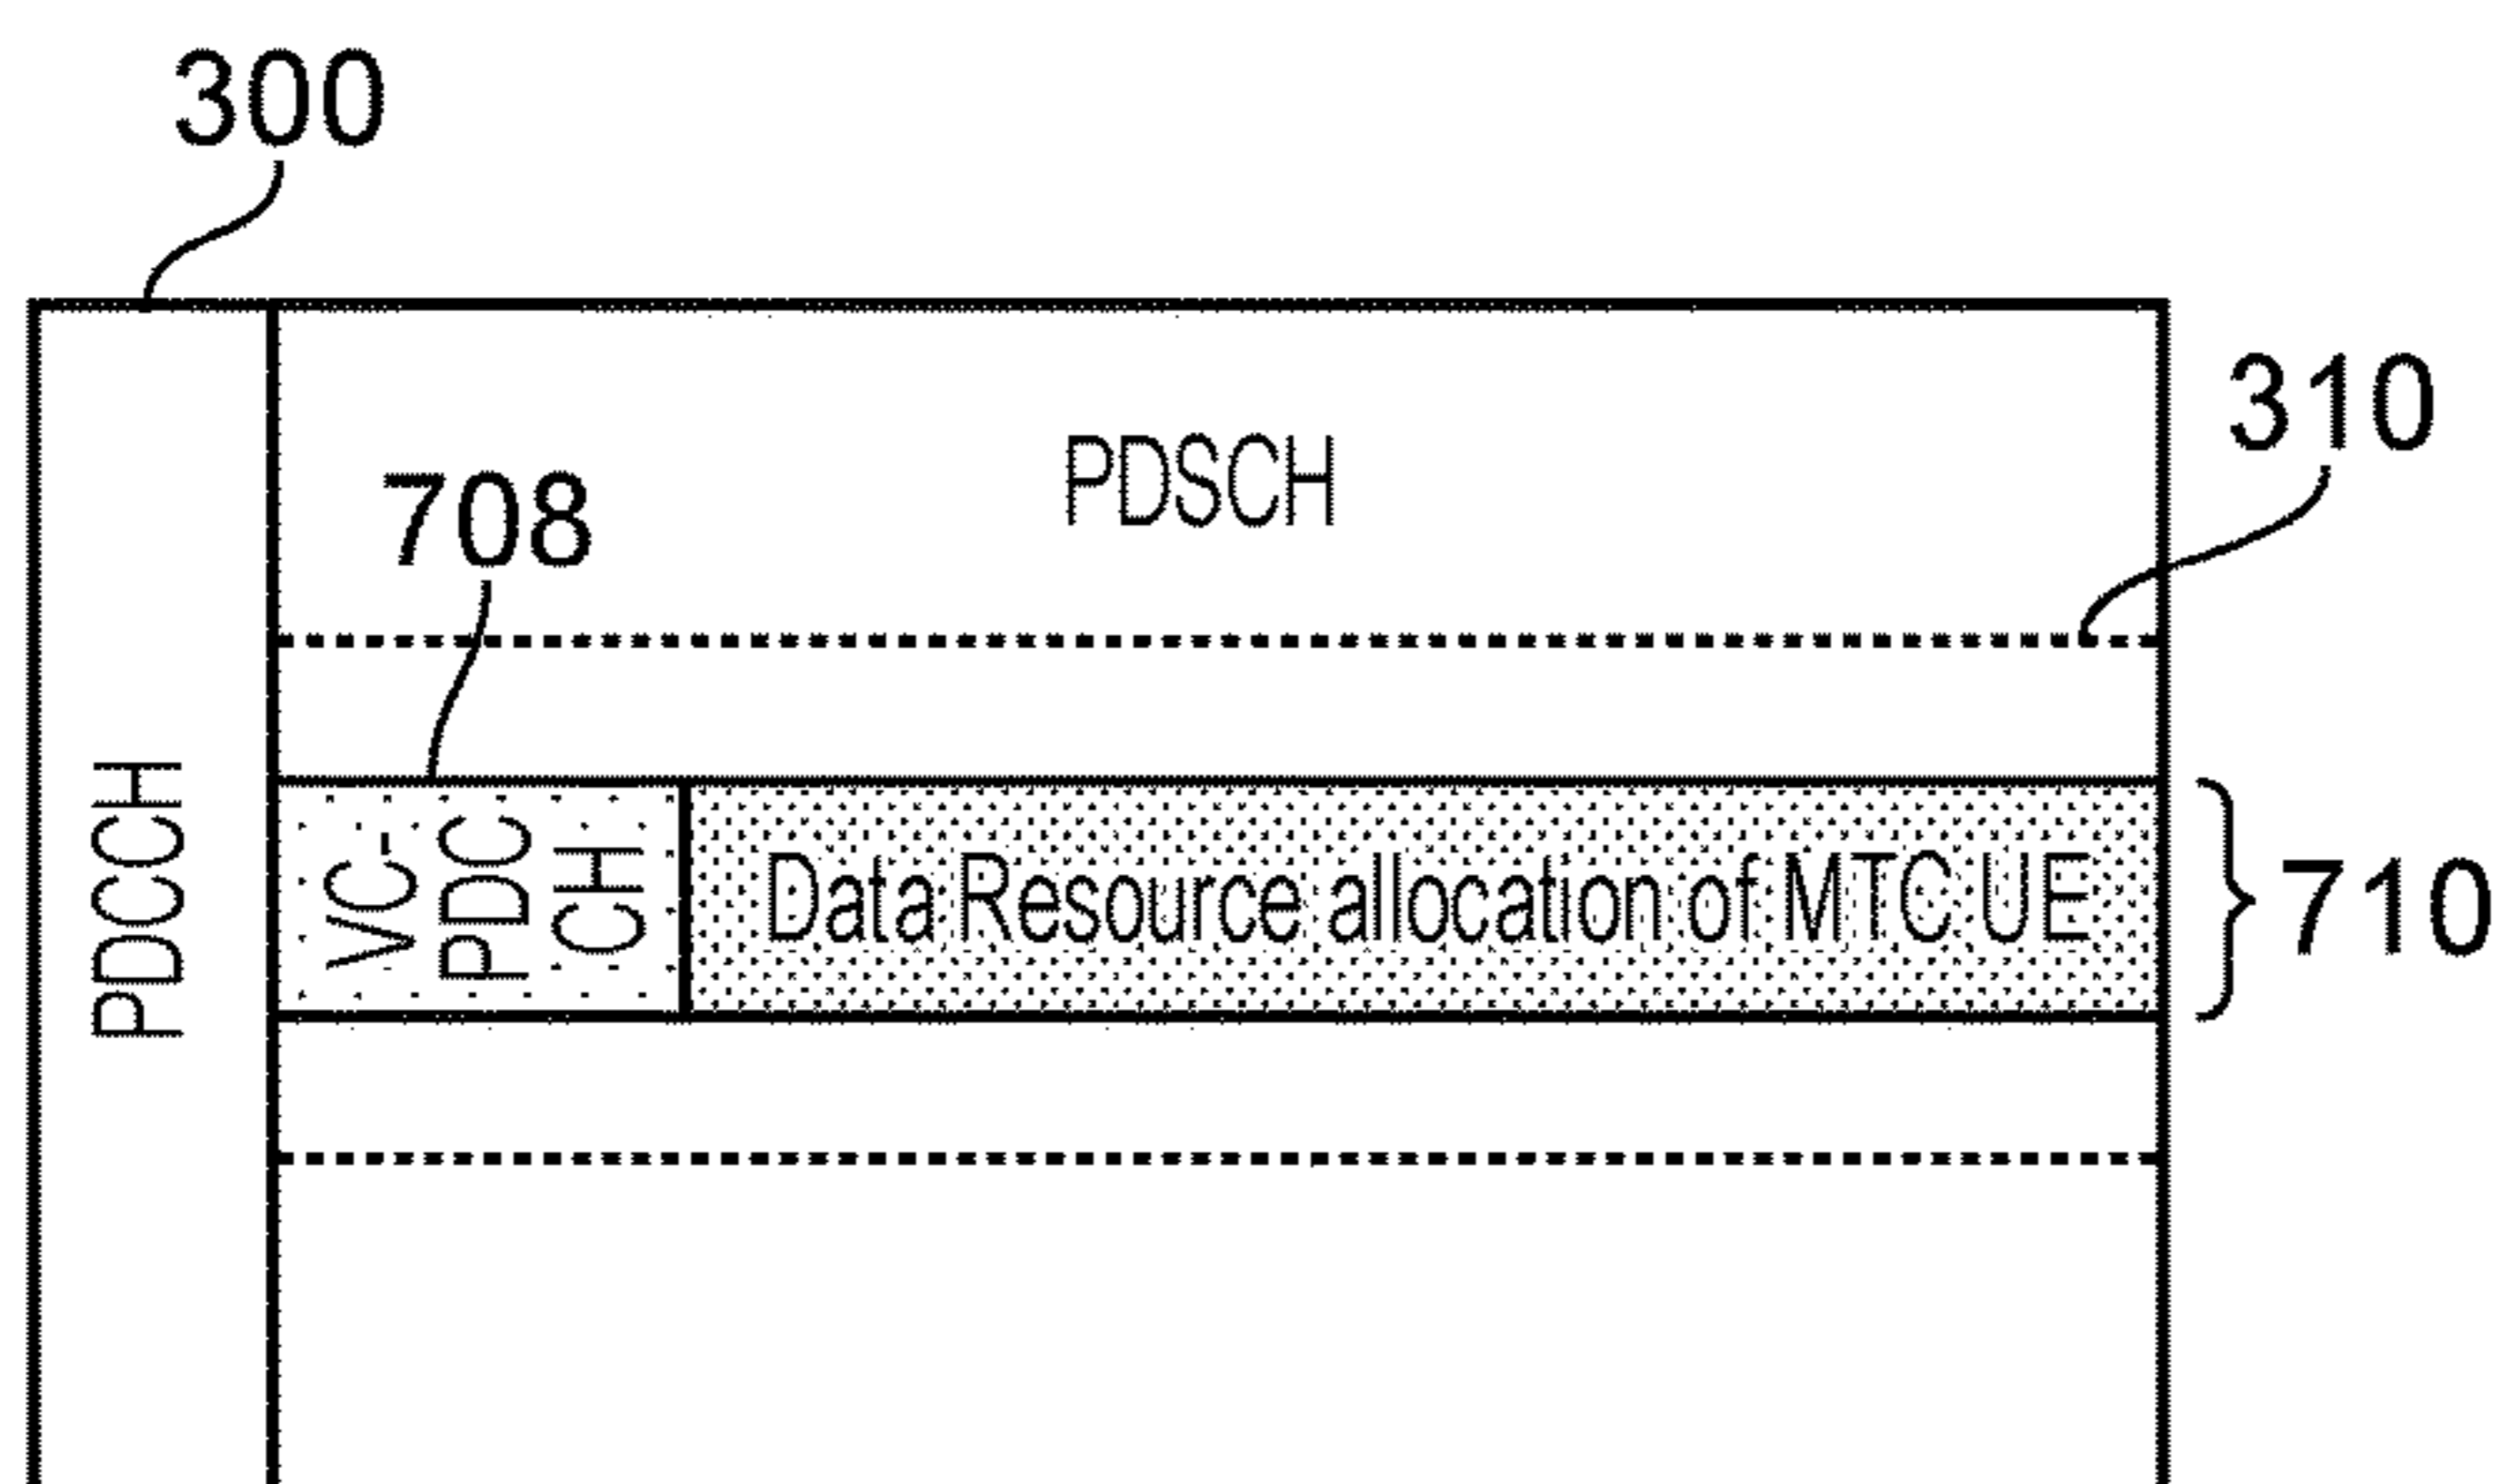 300
310
PDSCH
708
PDCCH
VC-
PDC
CH
Data Resource allocation of MTC UE
710